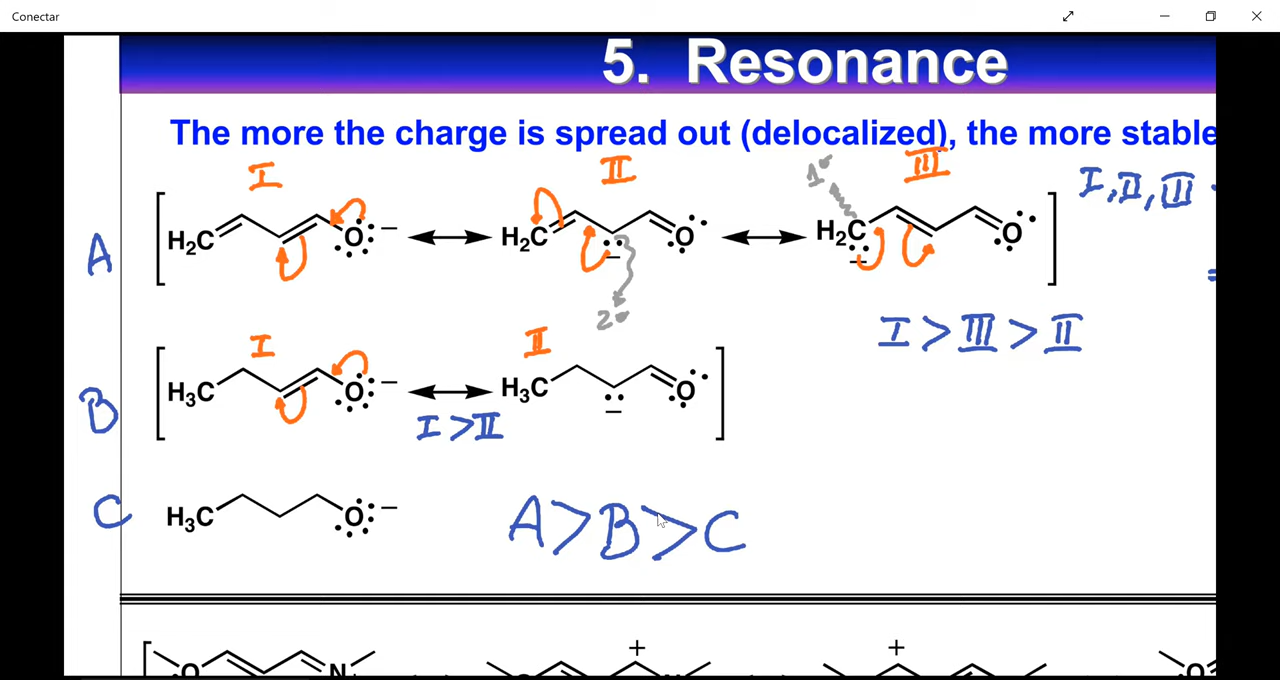 Conectar
5. Resonance
The more the charge is spread out (delocalized), the more stable
I II 1° III
I, II, III
A H₂C O − H₂C − O H₂C − O
2°
I > III > II
I II
B H₃C O − H₃C − O
I > II
C H₃C O −
A > B > C
+ +
O N O